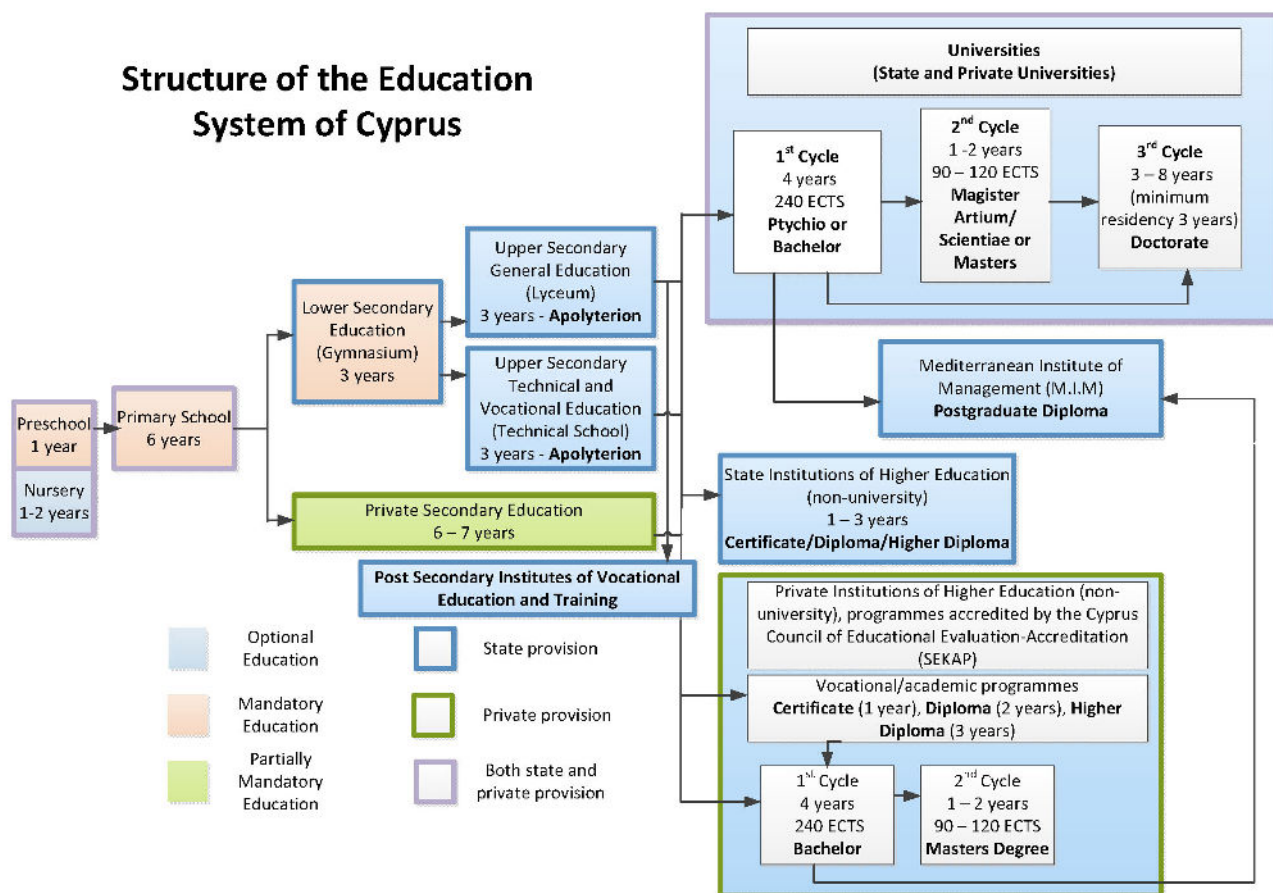 Structure of the Education
System of Cyprus
Universities
(State and Private Universities)
1st Cycle
4 years
240 ECTS
Ptychio or
Bachelor
2nd Cycle
1 -2 years
90 – 120 ECTS
Magister
Artium/
Scientiae or
Masters
3rd Cycle
3 – 8 years
(minimum
residency 3 years)
Doctorate
Upper Secondary
General Education
(Lyceum)
3 years - Apolyterion
Lower Secondary
Education
(Gymnasium)
3 years
Upper Secondary
Technical and
Vocational Education
(Technical School)
3 years - Apolyterion
Mediterranean Institute of
Management (M.I.M)
Postgraduate Diploma
Preschool
1 year
Primary School
6 years
Nursery
1-2 years
State Institutions of Higher Education
(non-university)
1 – 3 years
Certificate/Diploma/Higher Diploma
Private Secondary Education
6 – 7 years
Post Secondary Institutes of Vocational
Education and Training
Private Institutions of Higher Education (non-
university), programmes accredited by the Cyprus
Council of Educational Evaluation-Accreditation
(SEKAP)
Vocational/academic programmes
Certificate (1 year), Diploma (2 years), Higher
Diploma (3 years)
1st Cycle
4 years
240 ECTS
Bachelor
2nd Cycle
1 – 2 years
90 – 120 ECTS
Masters Degree
Optional
Education
State provision
Mandatory
Education
Private provision
Partially
Mandatory
Education
Both state and
private provision